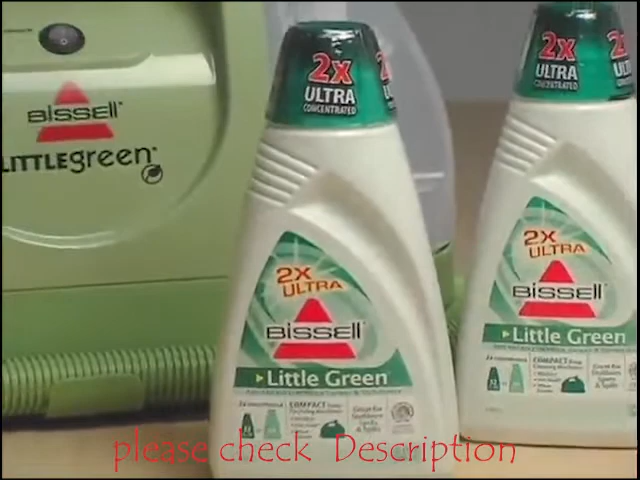 BISSELL
LITTLEgreen
2X
ULTRA
CONCENTRATED
2X
ULTRA
BISSELL
Little Green
2X
ULTRA
CONCENTRATED
2X
ULTRA
BISSELL
Little Green
COMPACT
please check Description